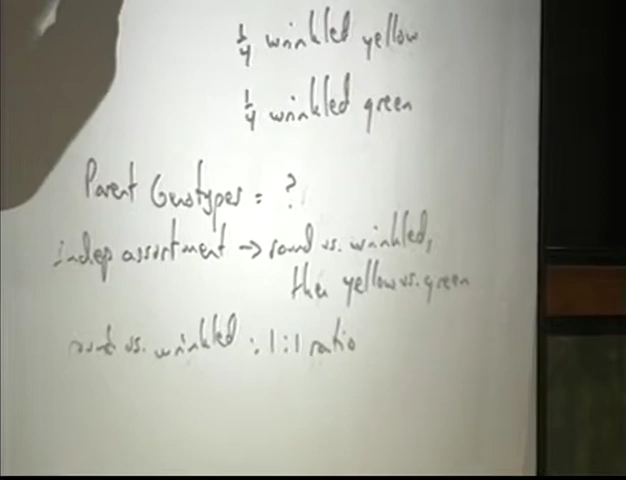 1/4 wrinkled yellow
1/4 wrinkled green
Parent Genotypes = ?
indep assortment → round vs. wrinkled,
then yellow vs. green
round vs. wrinkled : 1:1 ratio